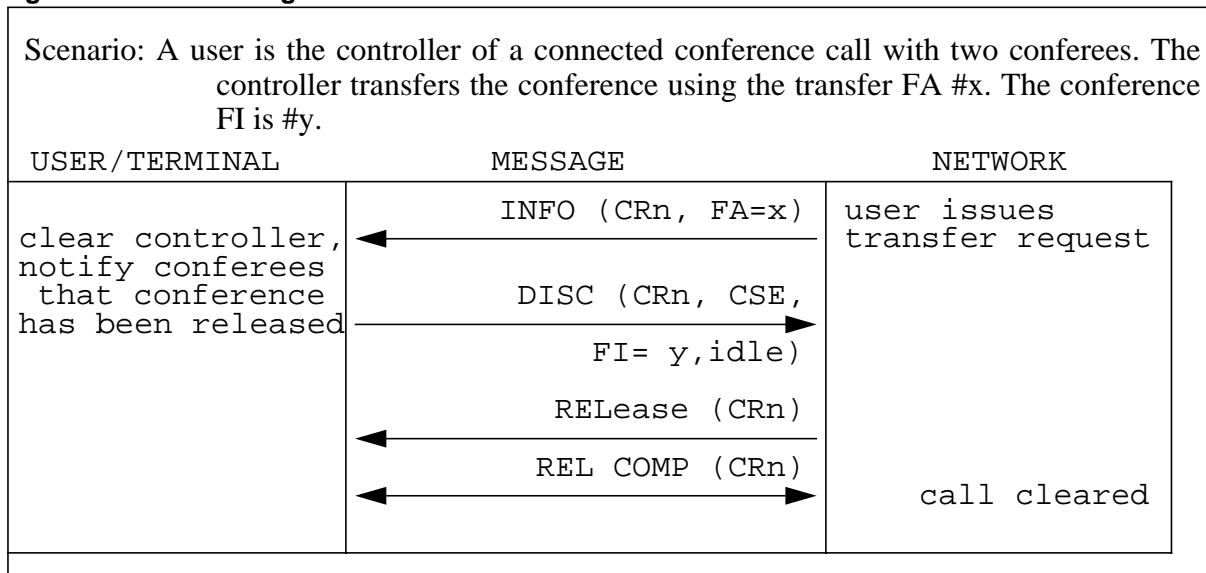 Scenario: A user is the controller of a connected conference call with two conferees. The
controller transfers the conference using the transfer FA #x. The conference
FI is #y.
USER/TERMINAL MESSAGE NETWORK
INFO (CRn, FA=x) user issues
clear controller, transfer request
notify conferees
that conference DISC (CRn, CSE,
has been released
FI= y,idle)
RELease (CRn)
REL COMP (CRn)
call cleared